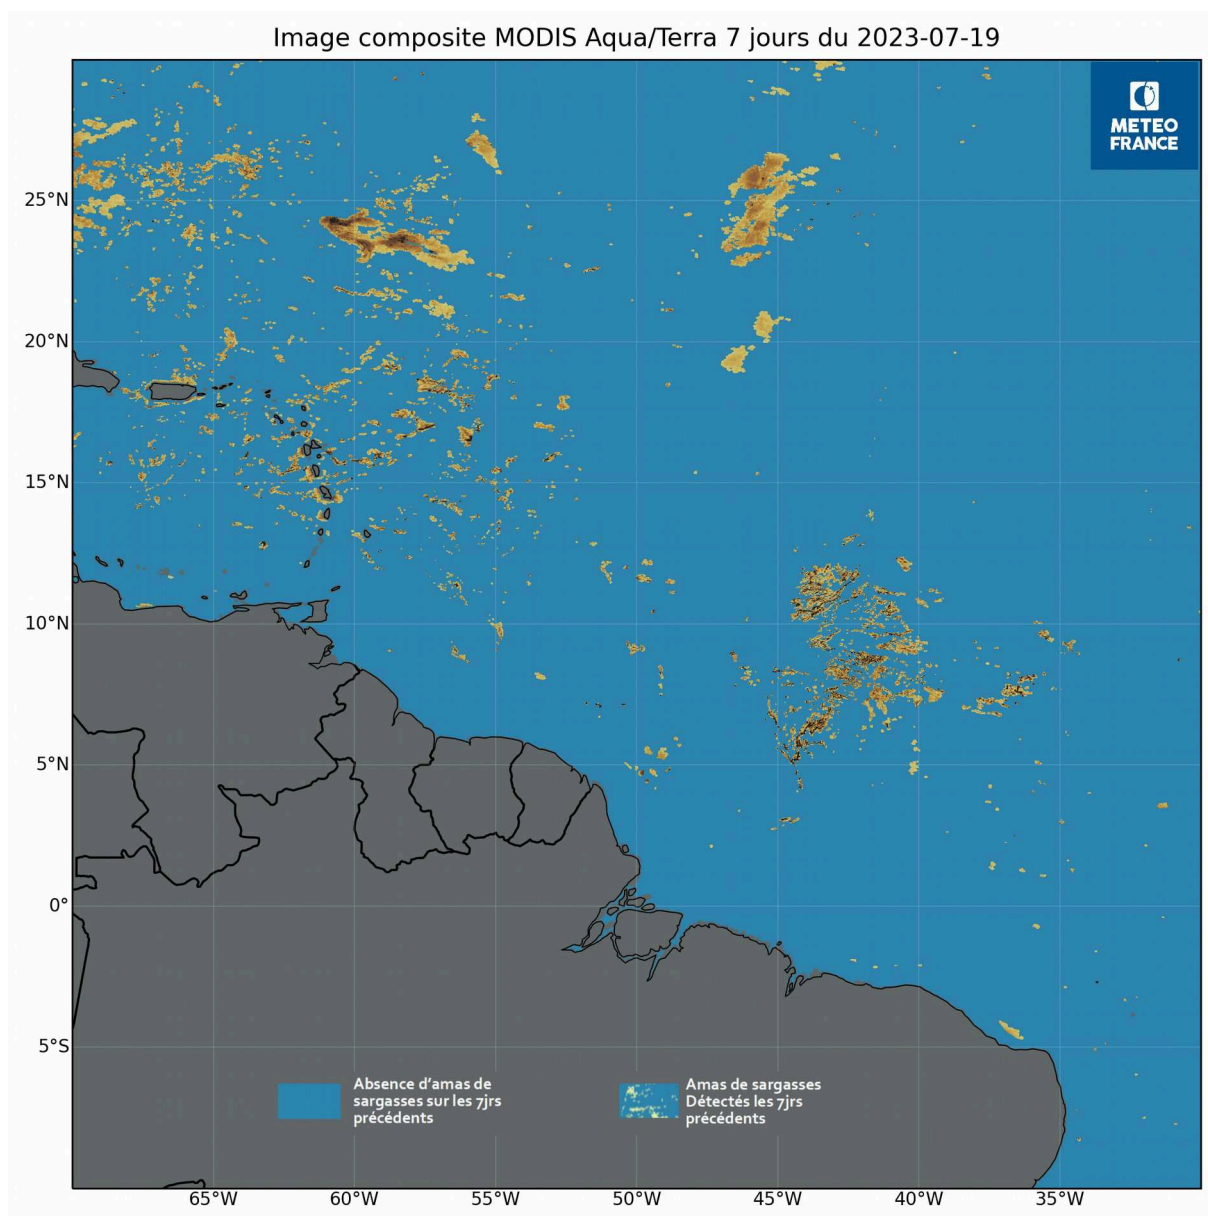 Image composite MODIS Aqua/Terra 7 jours du 2023-07-19
METEO
FRANCE
25°N
20°N
15°N
10°N
5°N
0°
5°S
Absence d'amas de
sargasses sur les 7jrs
précédents
Amas de sargasses
Détectés les 7jrs
précédents
65°W
60°W
55°W
50°W
45°W
40°W
35°W